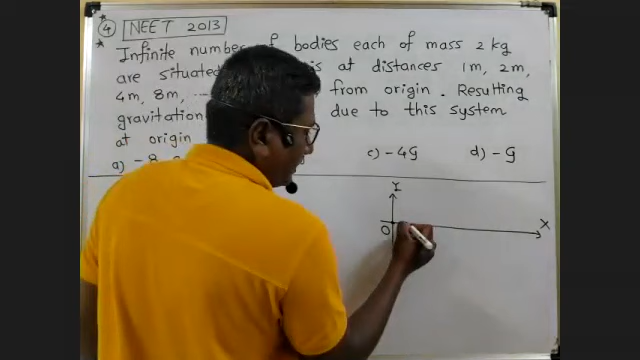 4 NEET 2013
Infinite number of bodies each of mass 2 kg
are situated is at distances 1m, 2m,
4m, 8m, from origin. Resulting
gravitation due to this system
at origin
a) -8 c) -4G d) -G
Y
O X